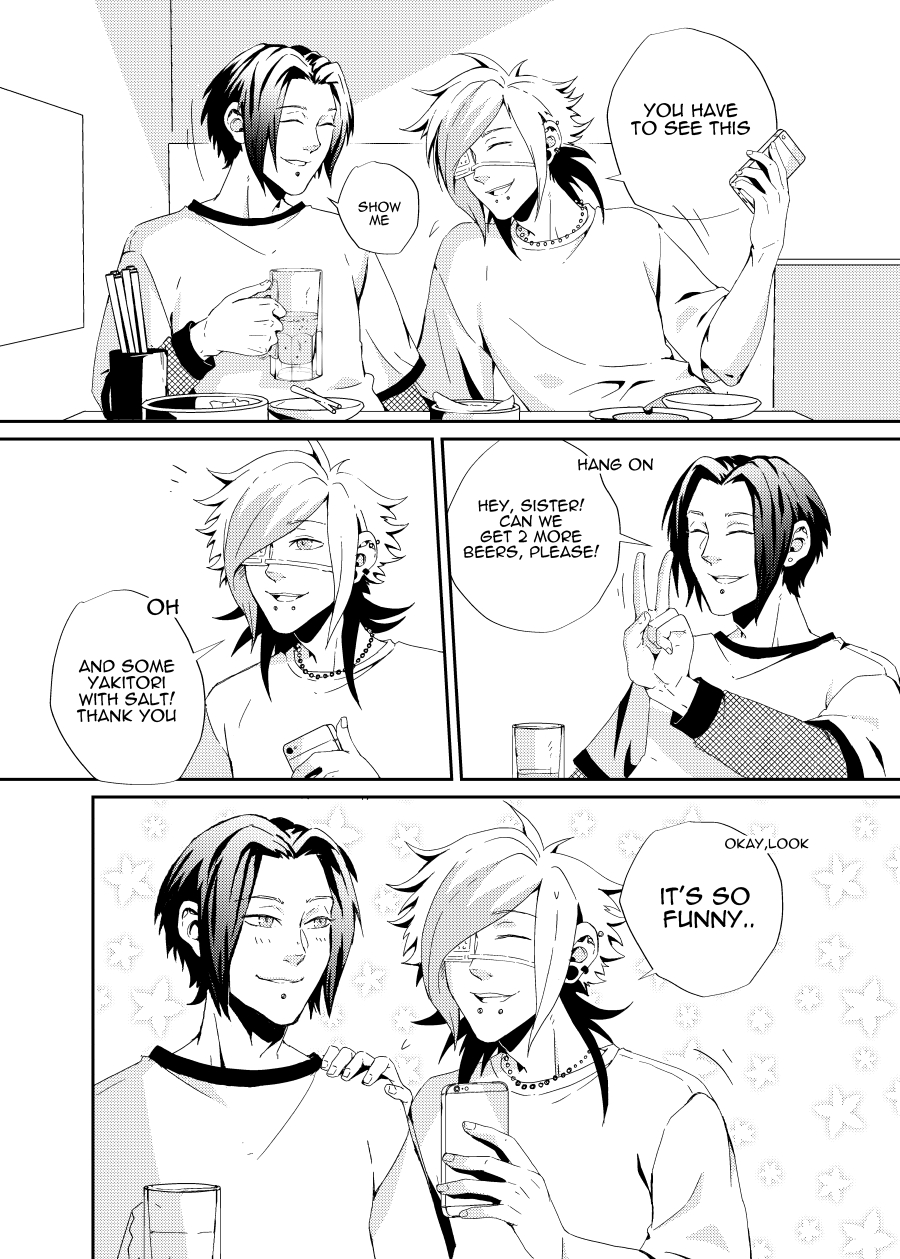 YOU HAVE
TO SEE THIS
SHOW
ME
HANG ON
HEY, SISTER!
CAN WE
GET 2 MORE
BEERS, PLEASE!
OH
AND SOME
YAKITORI
WITH SALT!
THANK YOU
OKAY,LOOK
IT'S SO
FUNNY..